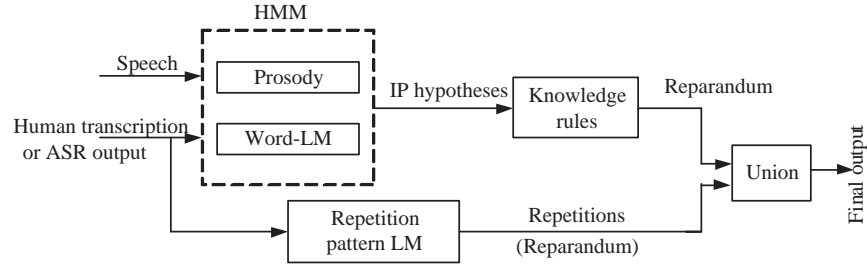 HMM
Speech
Prosody
IP hypotheses
Knowledge
rules
Reparandum
Human transcription
or ASR output
Word-LM
Union
Final output
Repetition
pattern LM
Repetitions
(Reparandum)